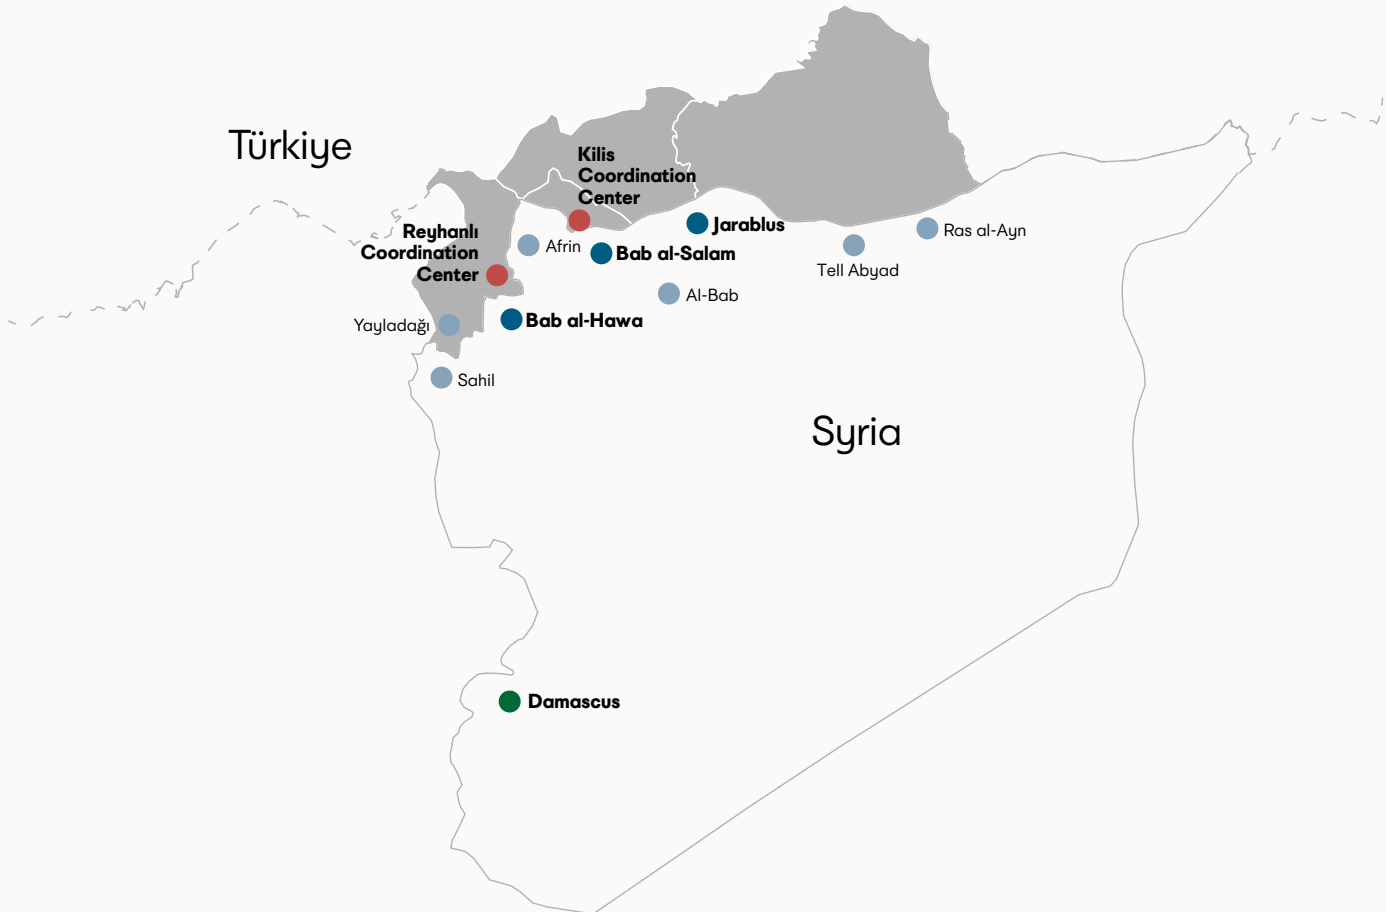 Türkiye
Kilis
Coordination
Center
Reyhanlı
Coordination
Center
Afrin
Jarablus
Bab al-Salam
Ras al-Ayn
Tell Abyad
Al-Bab
Bab al-Hawa
Yayladağı
Sahil
Syria
Damascus